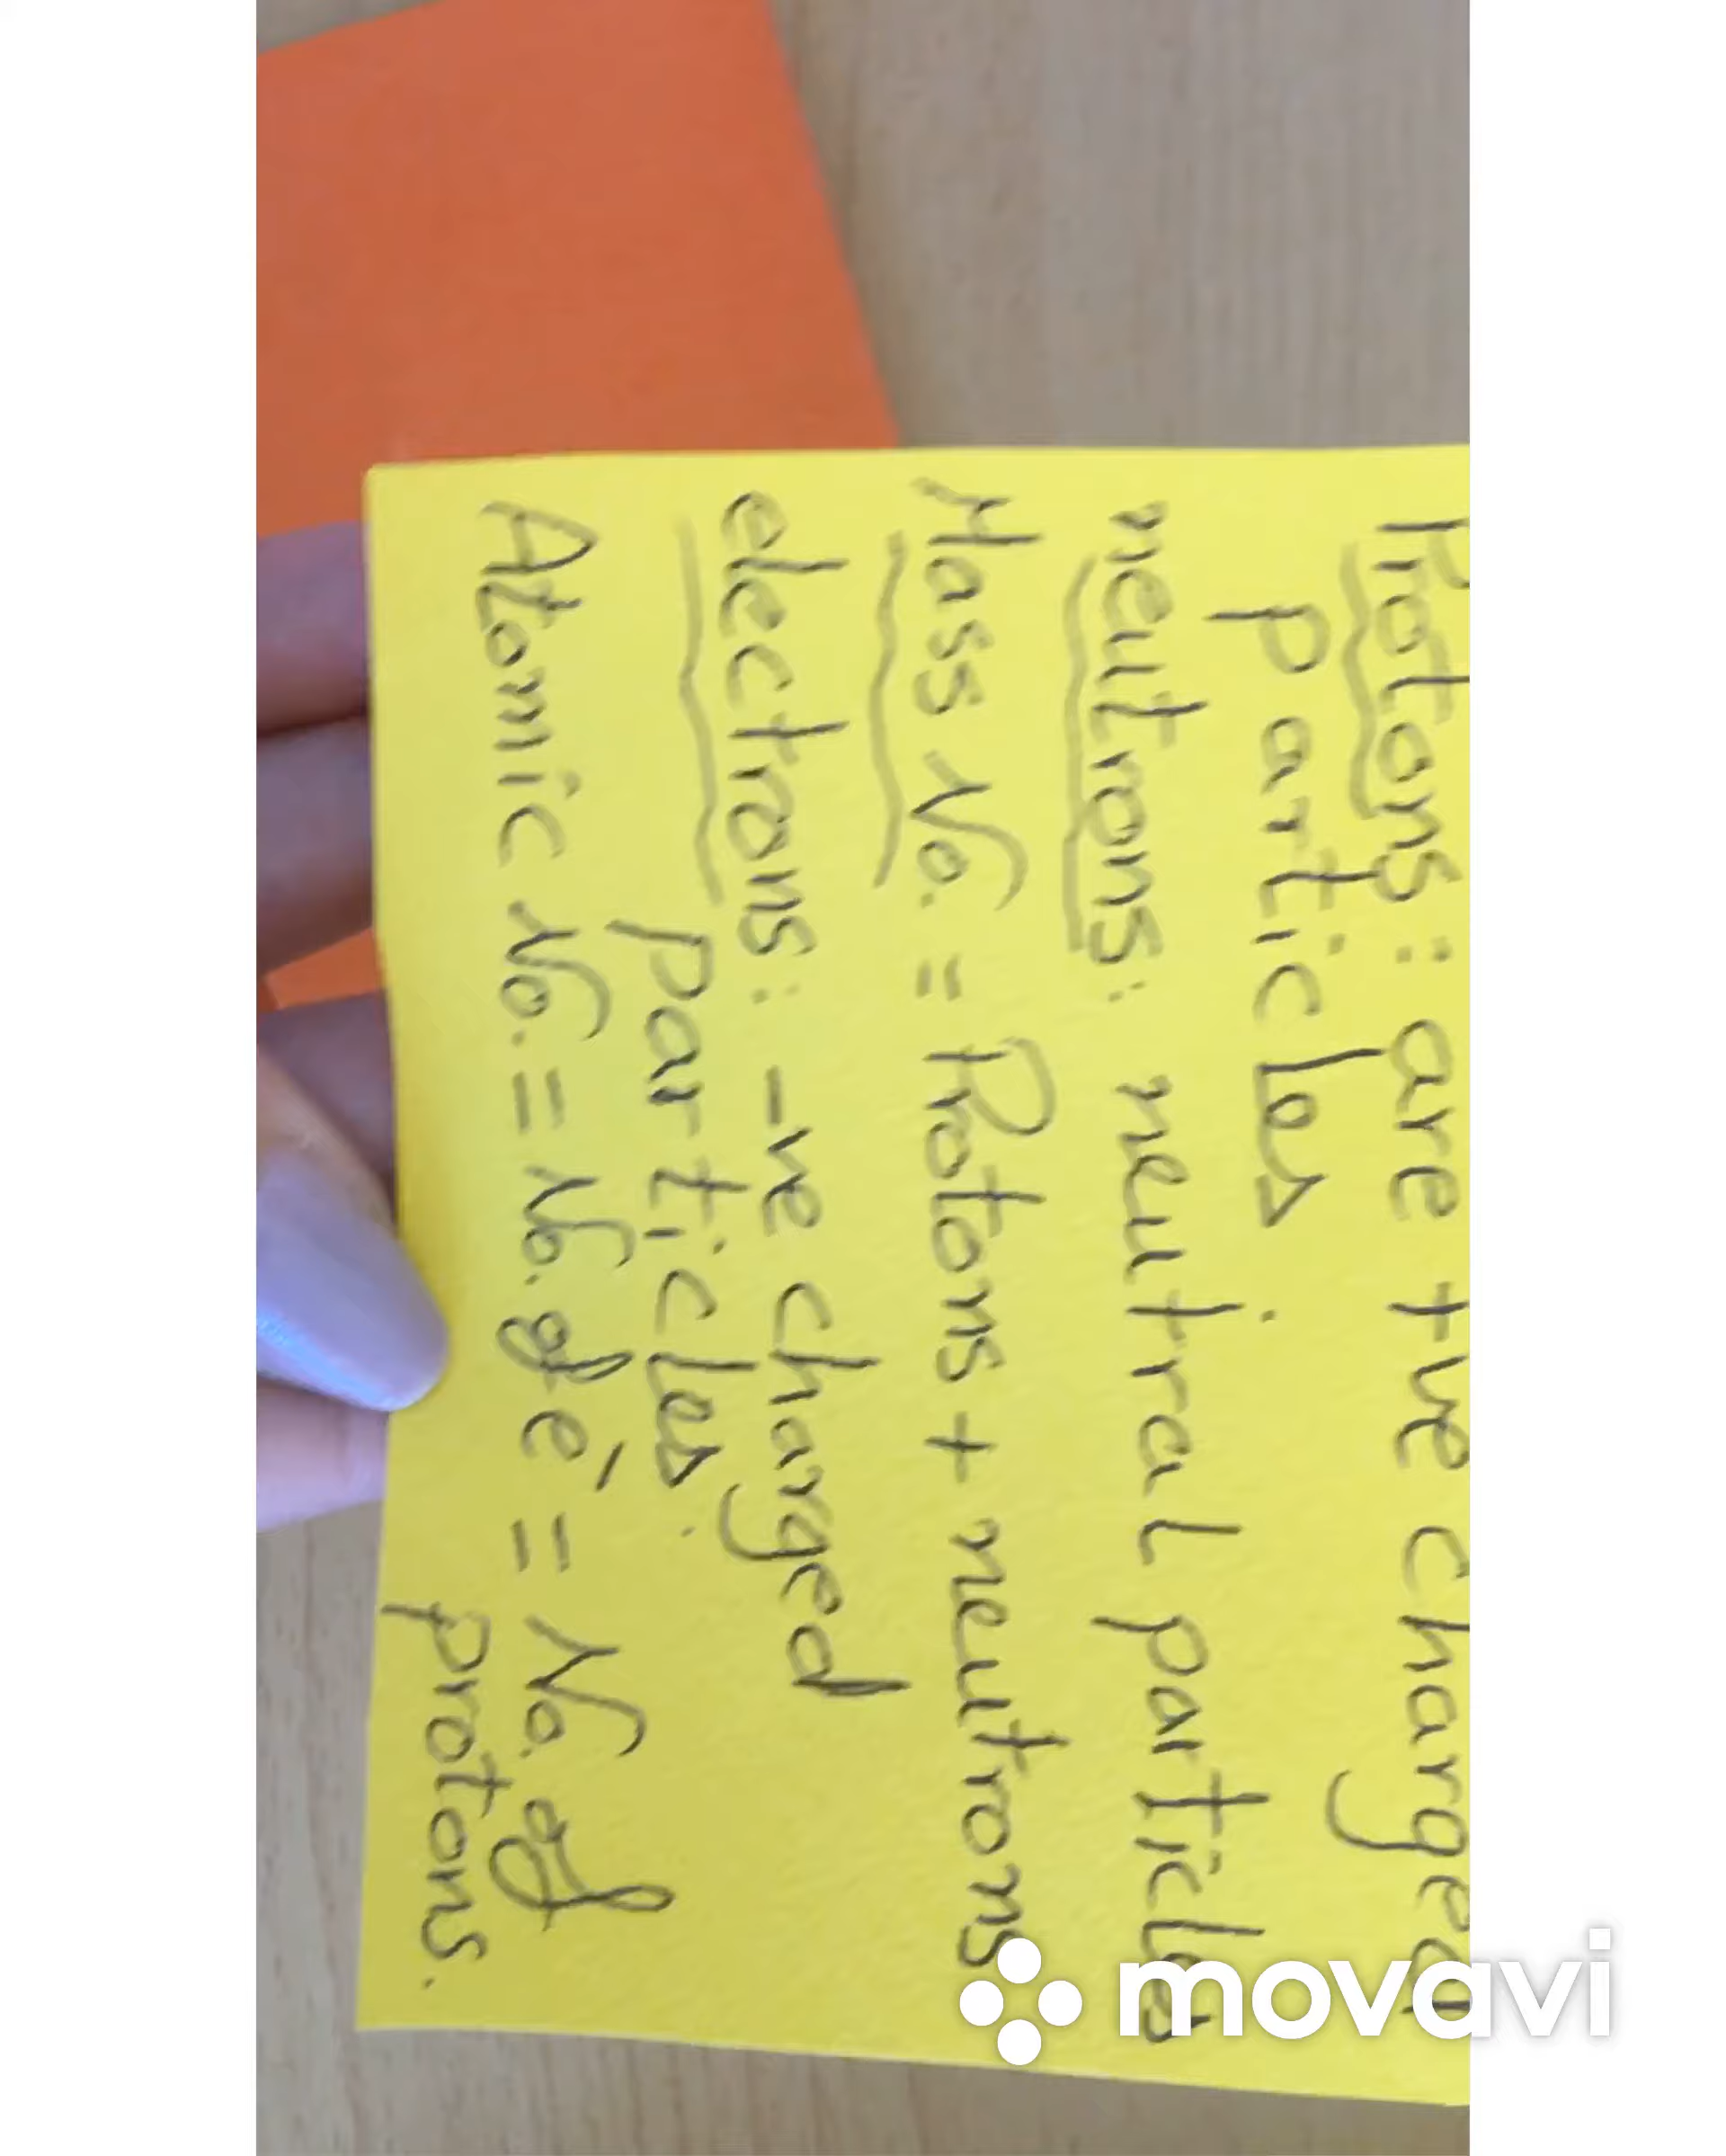 Protons: are +ve charged
particles
neutrons: neutral particles
Mass No. = Protons + neutrons
electrons: -ve charged
particles.
Atomic No. = No. of e⁻ = No. of
protons.
movavi